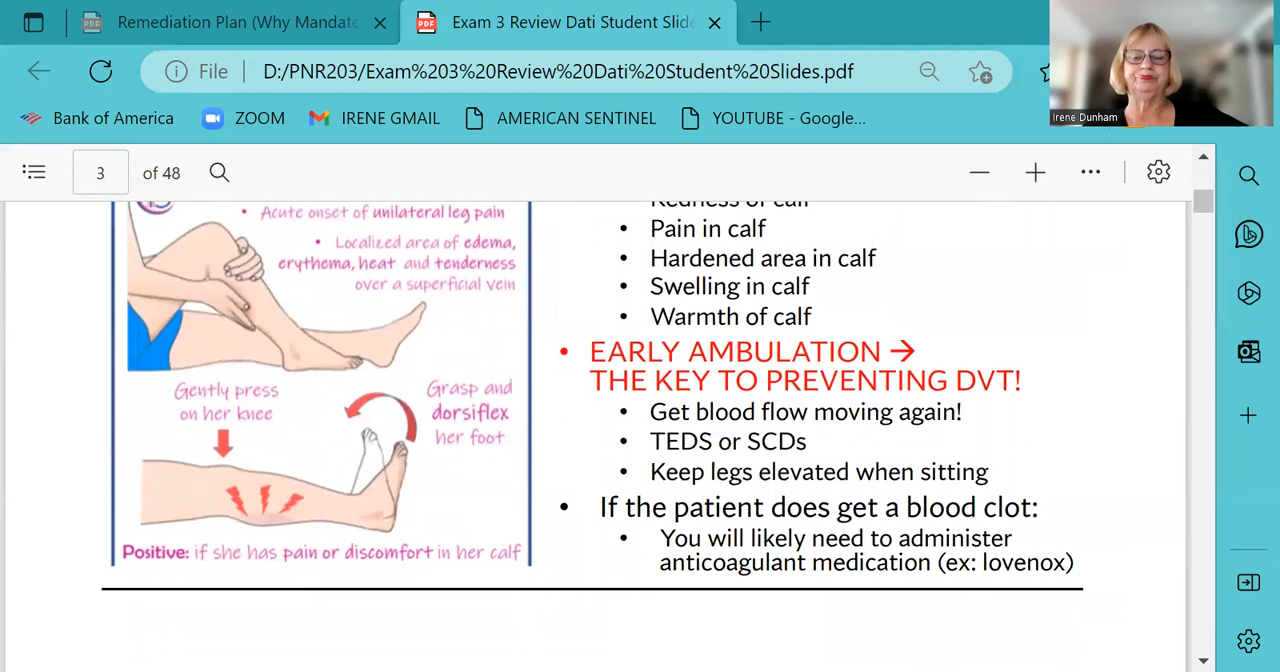 Remediation Plan (Why Mandate
Exam 3 Review Dati Student Slide
File
D:/PNR203/Exam%203%20Review%20Dati%20Student%20Slides.pdf
Bank of America
ZOOM
IRENE GMAIL
AMERICAN SENTINEL
YOUTUBE - Google...
Irene Dunham
3 of 48
• Acute onset of unilateral leg pain
• Localized area of edema,
erythema, heat and tenderness
over a superficial vein
Gently press
on her knee
Grasp and
dorsiflex
her foot
Positive: if she has pain or discomfort in her calf
Redness of calf
• Pain in calf
• Hardened area in calf
• Swelling in calf
• Warmth of calf
• EARLY AMBULATION →
THE KEY TO PREVENTING DVT!
• Get blood flow moving again!
• TEDS or SCDs
• Keep legs elevated when sitting
• If the patient does get a blood clot:
• You will likely need to administer
anticoagulant medication (ex: lovenox)